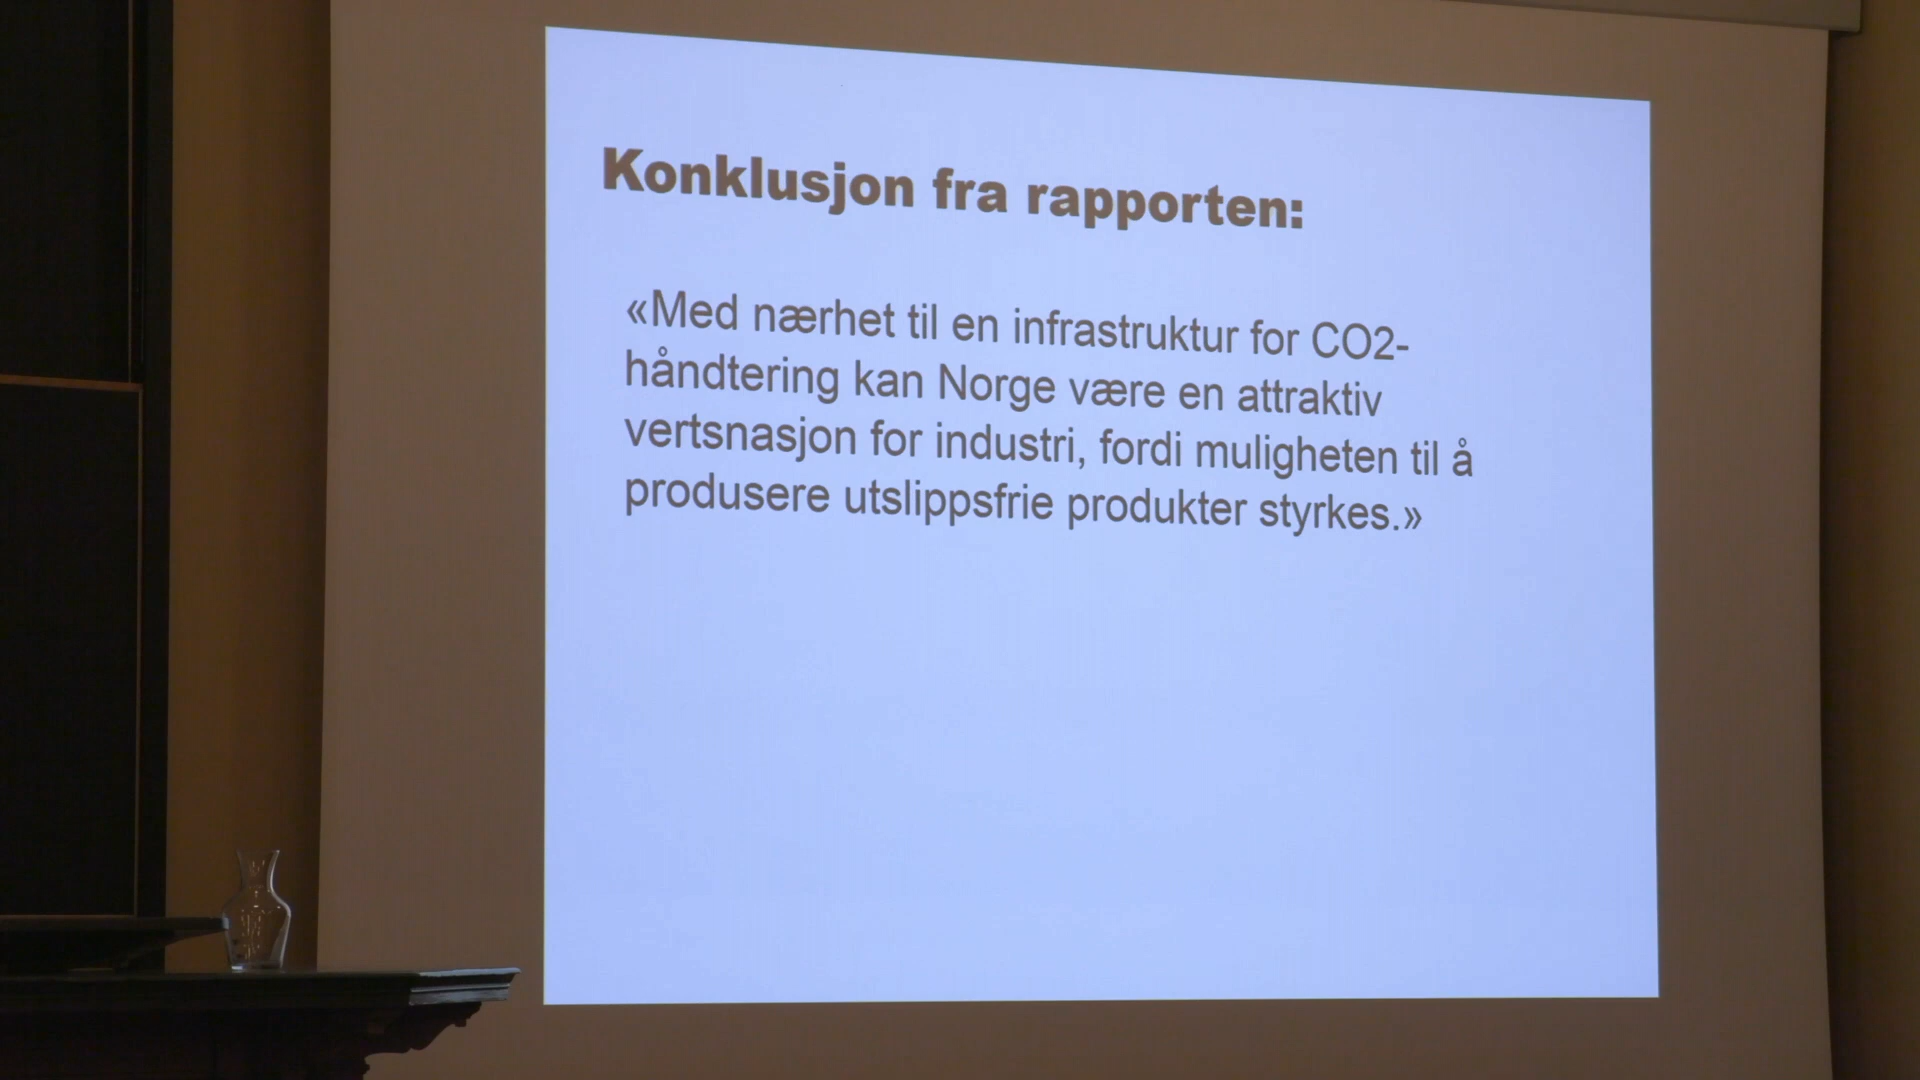 Konklusjon fra rapporten:
«Med nærhet til en infrastruktur for CO2-
håndtering kan Norge være en attraktiv
vertsnasjon for industri, fordi muligheten til å
produsere utslippsfrie produkter styrkes.»